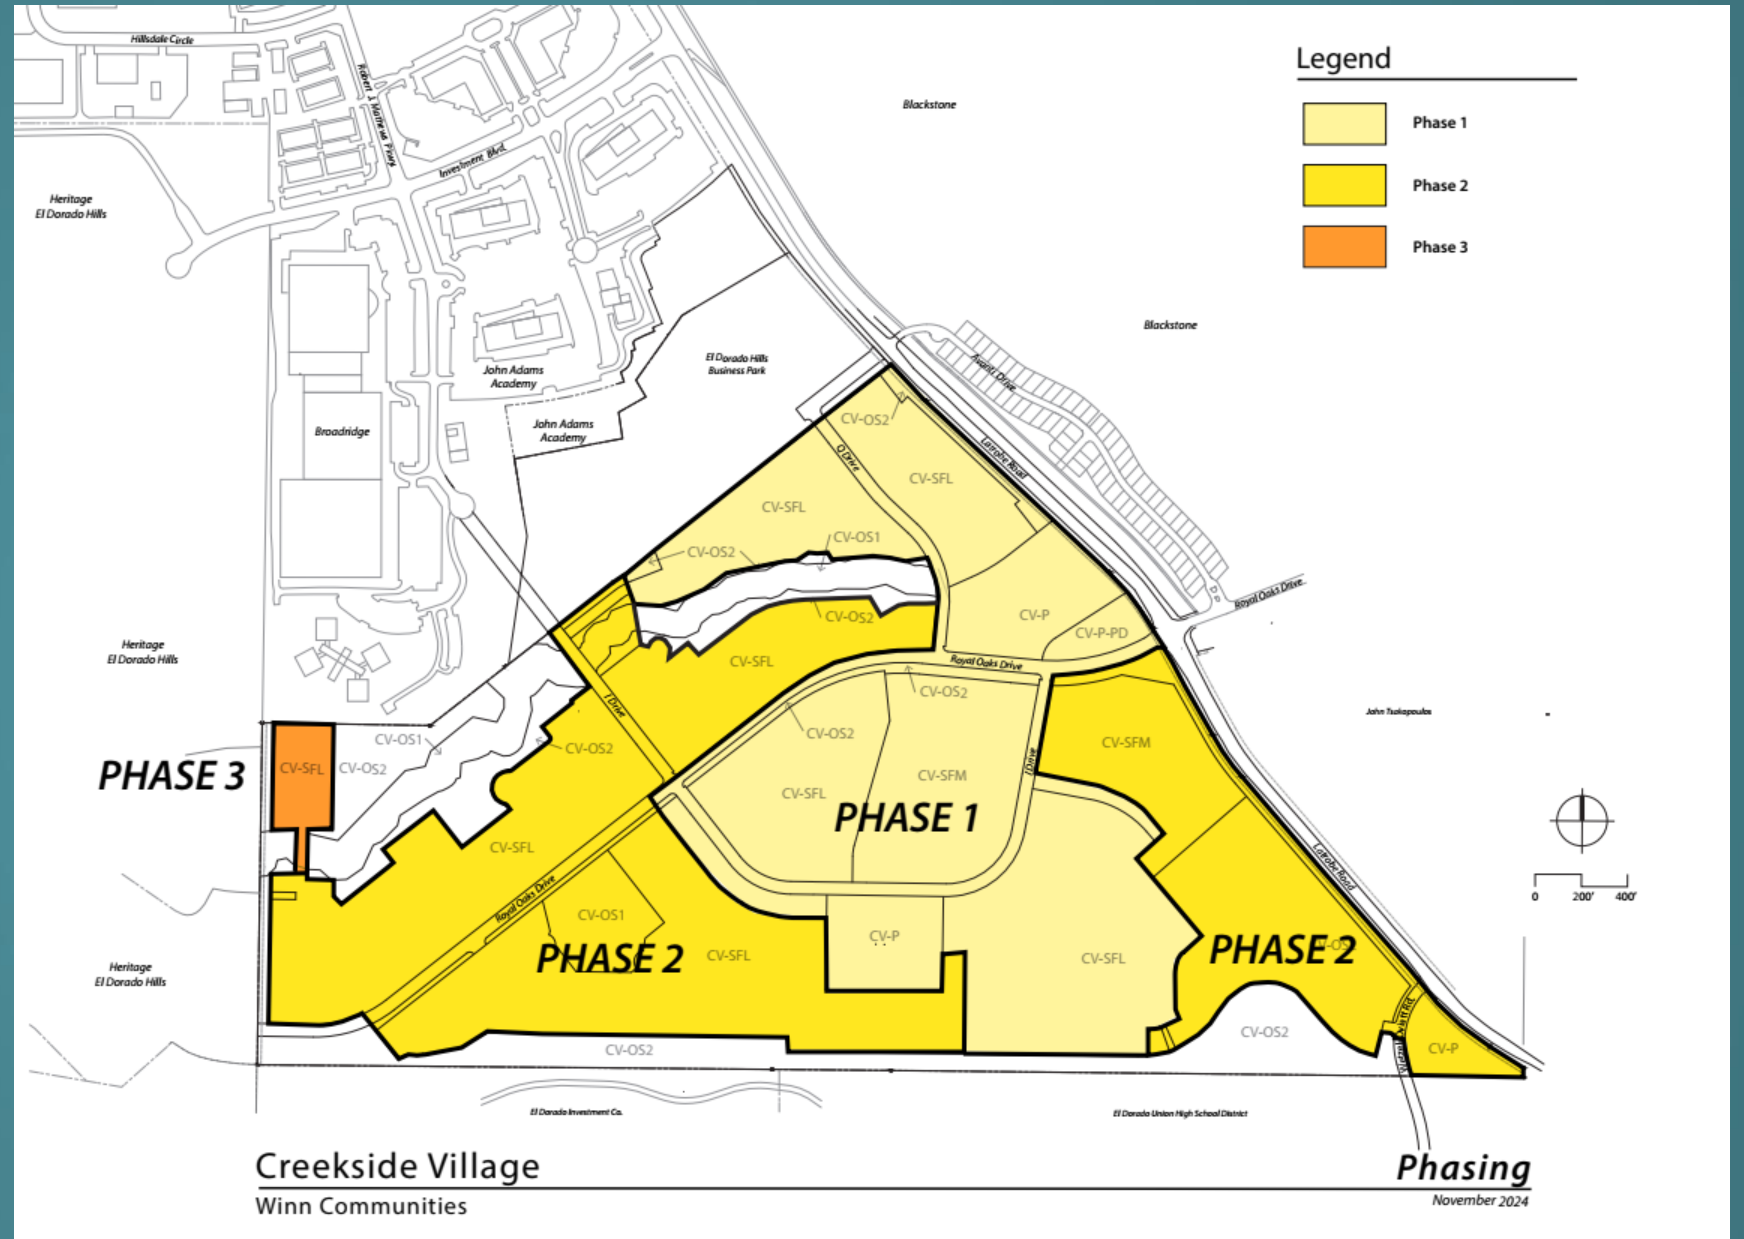 Hillsdale Circle
Robert J. Mathews Pkwy
Investment Blvd.
Blackstone
Legend
Phase 1
Phase 2
Phase 3
Heritage
El Dorado Hills
Blackstone
El Dorado Hills
Business Park
John Adams
Academy
John Adams
Academy
Broadridge
Avanti Drive
Latrobe Road
Q Drive
CV-OS2
CV-SFL
CV-SFL
CV-OS1
CV-OS2
Royal Oaks Drive
CV-P
CV-P-PD
CV-OS2
CV-SFL
Royal Oaks Drive
Heritage
El Dorado Hills
CV-OS2
I Drive
CV-OS2
John Tsakopoulos
CV-OS1
CV-OS2
CV-SFM
CV-SFL
CV-OS2
PHASE 3
J Drive
CV-SFM
CV-SFL
PHASE 1
CV-SFL
Latrobe Road
0 200' 400'
Royal Oaks Drive
CV-OS1
CV-P
PHASE 2
CV-SFL
CV-SFL
PHASE 2
Heritage
El Dorado Hills
CV-OS2
CV-OS2
CV-P
El Dorado Investment Co.
El Dorado Union High School District
Creekside Village
Phasing
Winn Communities
November 2024